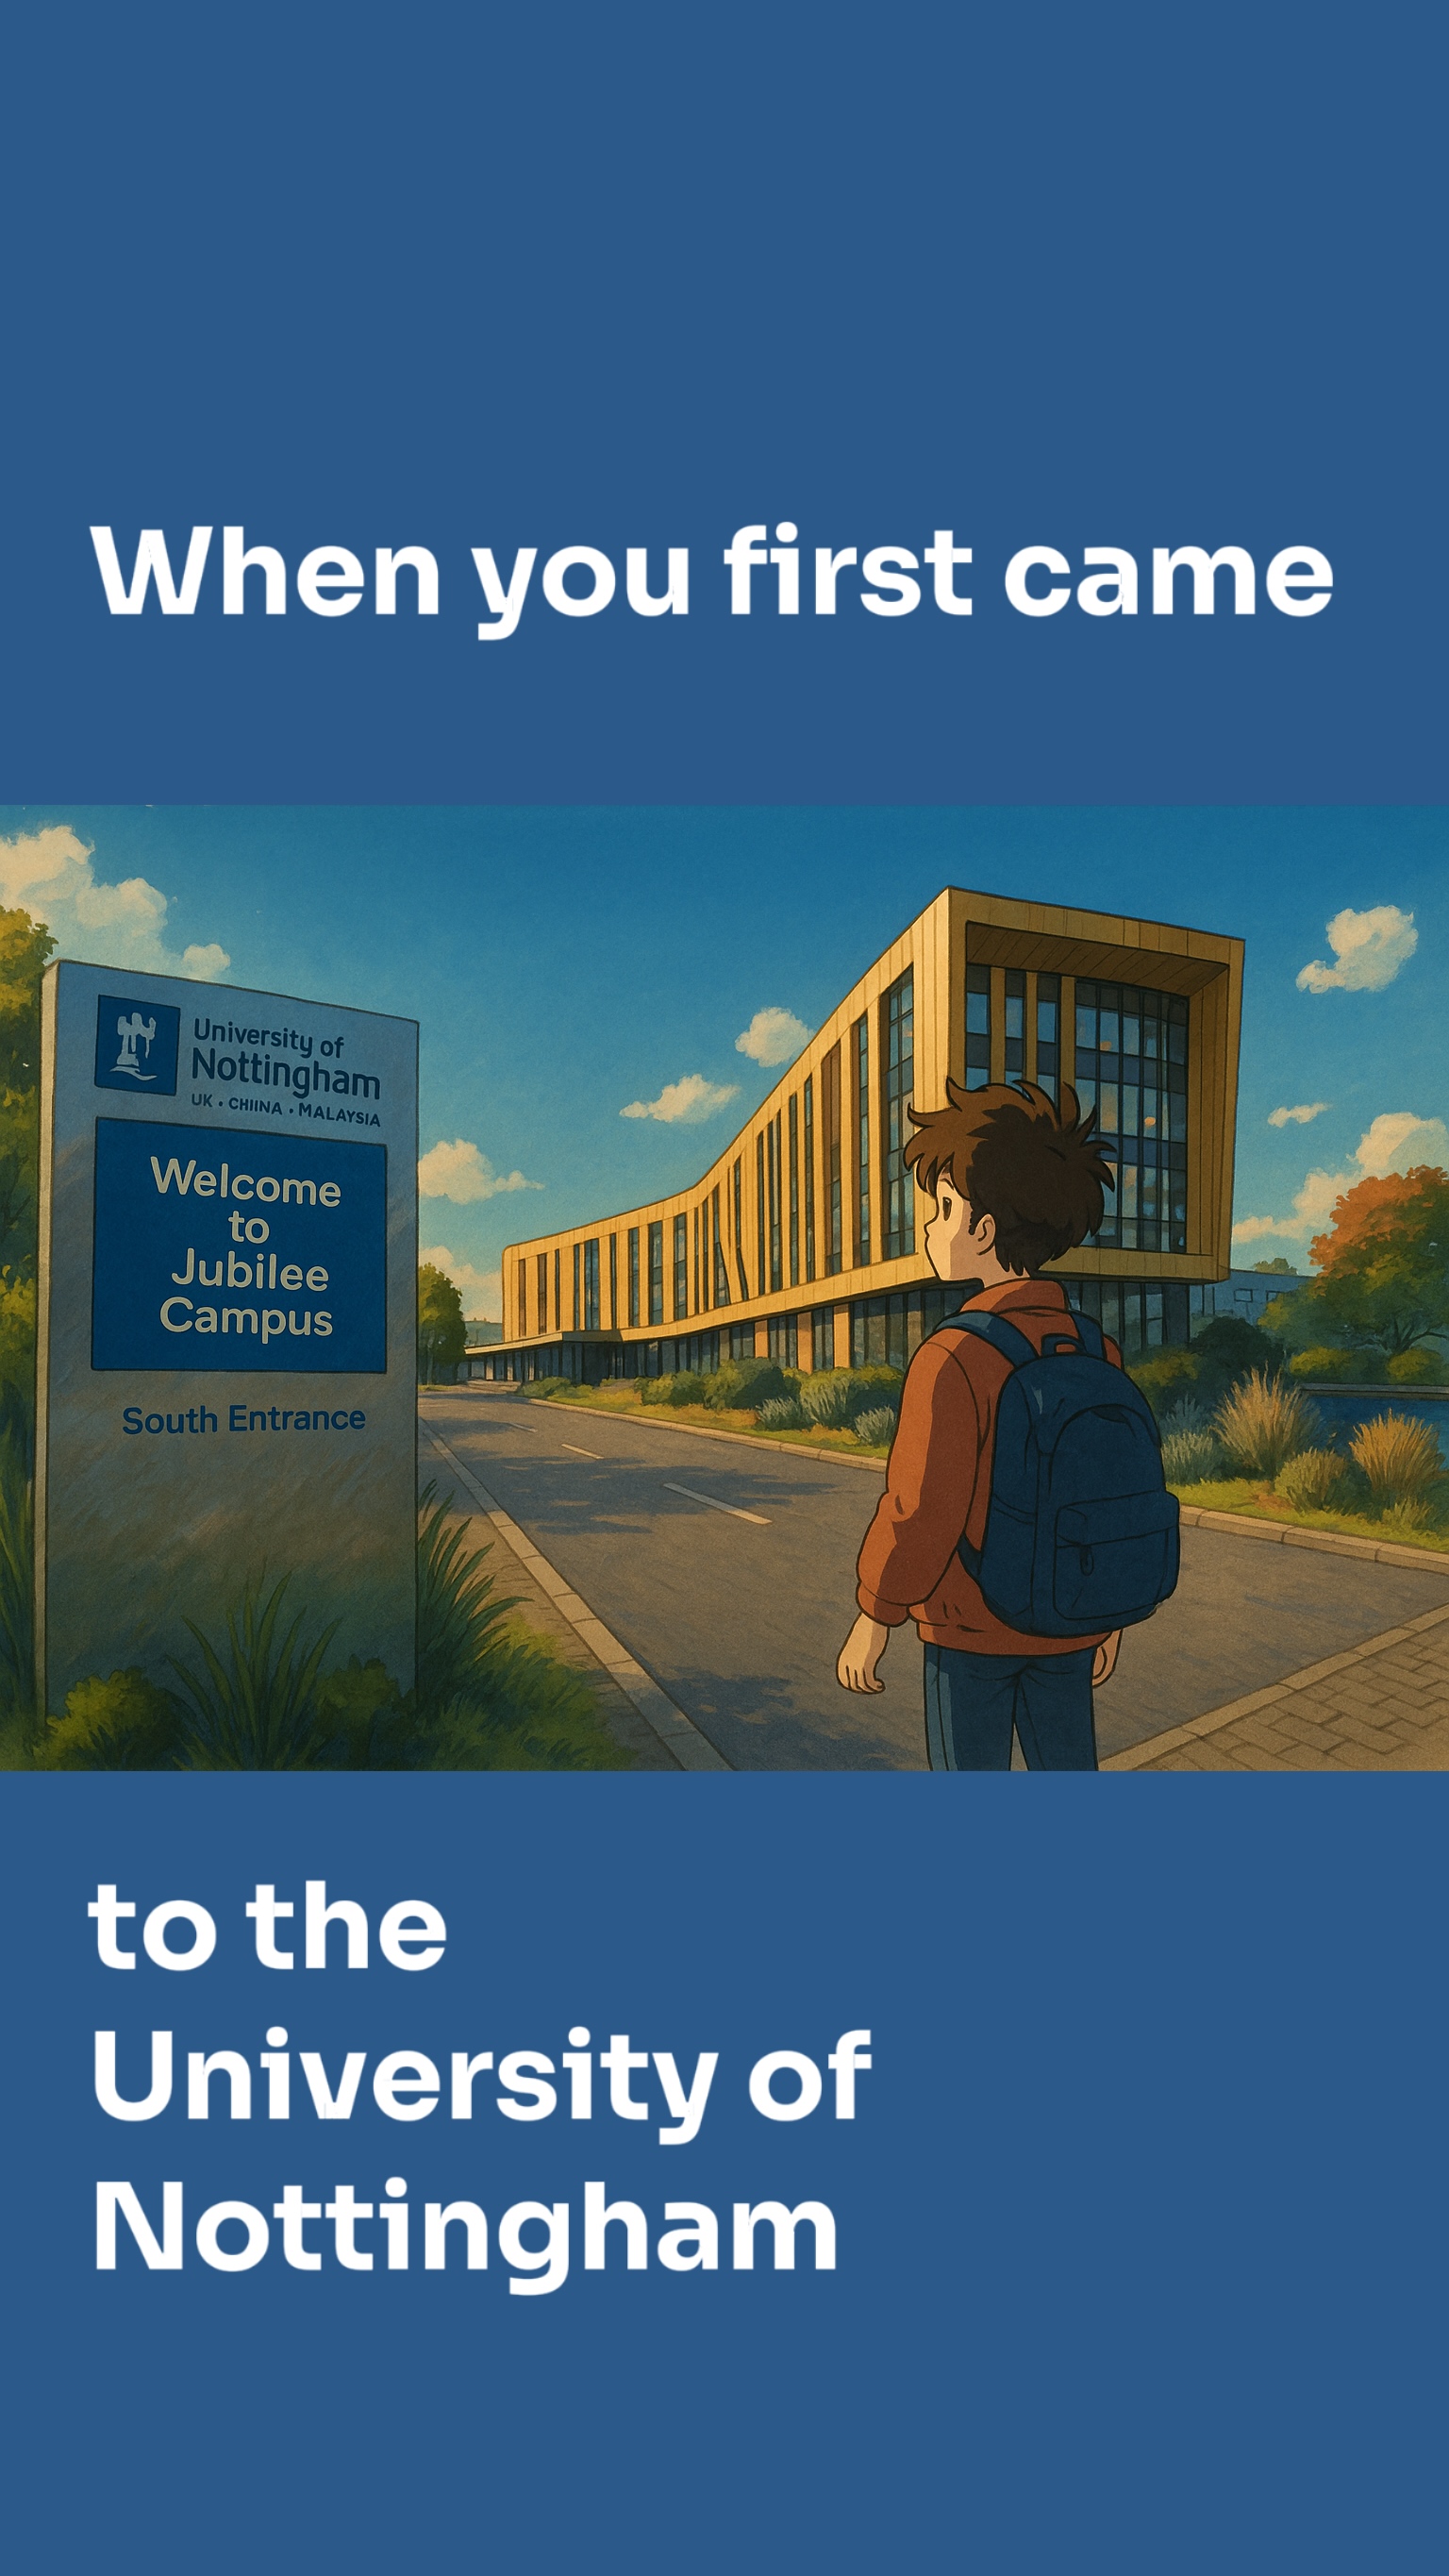 When you first came
University of
Nottingham
UK • CHINA • MALAYSIA
Welcome
to
Jubilee
Campus
South Entrance
to the
University of
Nottingham